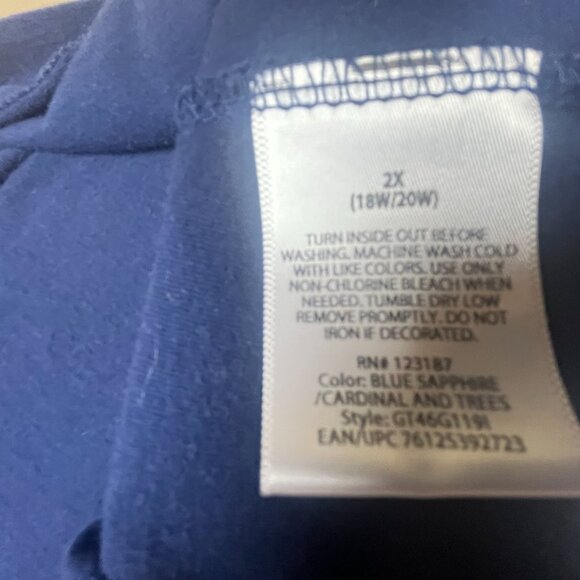 2X
(18W/20W)
TURN INSIDE OUT BEFORE
WASHING. MACHINE WASH COLD
WITH LIKE COLORS. USE ONLY
NON-CHLORINE BLEACH WHEN
NEEDED. TUMBLE DRY LOW
REMOVE PROMPTLY. DO NOT
IRON IF DECORATED.
RN# 123187
Color: BLUE SAPPHIRE
/CARDINAL AND TREES
Style: GT46G119I
EAN/UPC 76125392723